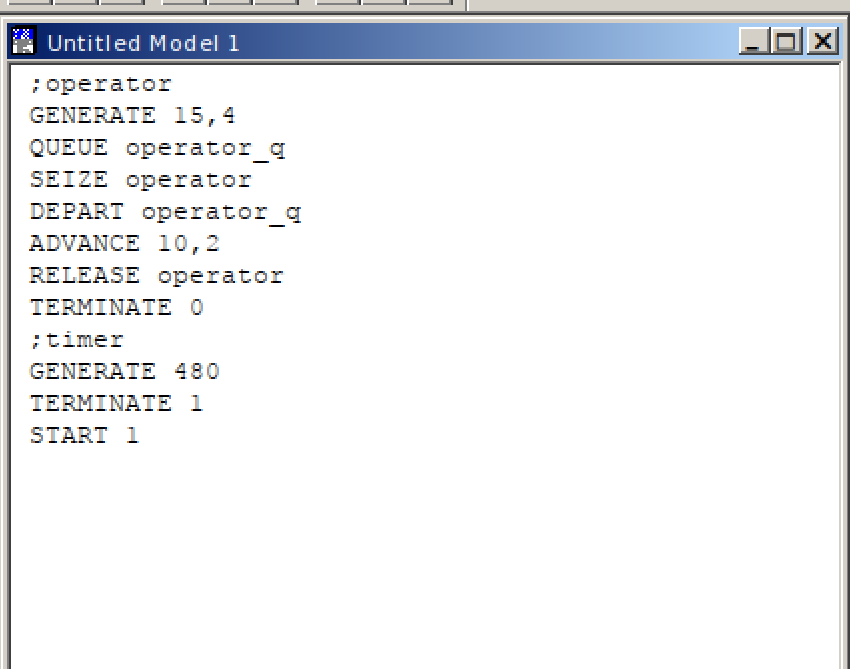 Untitled Model 1
;operator
GENERATE 15,4
QUEUE operator_q
SEIZE operator
DEPART operator_q
ADVANCE 10,2
RELEASE operator
TERMINATE 0
;timer
GENERATE 480
TERMINATE 1
START 1